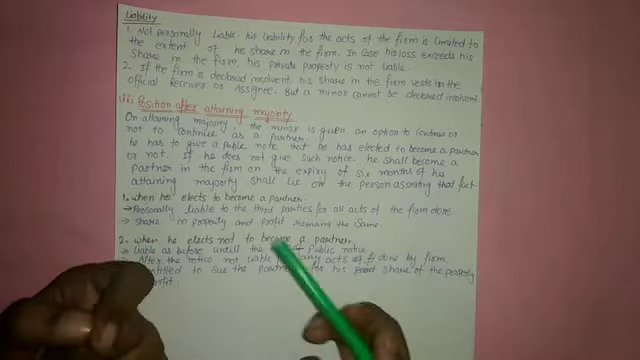 Liability
1. Not personally liable: his liability for the acts of the firm is limited to
the extent of his share in the firm. In case his loss exceeds his
share in the firm, his private property is not liable.
2. If the firm is declared insolvent, his share in the firm vests in the
Official Receiver or Assignee. But a minor cannot be declared insolvent.
iii) Position after attaining majority
On attaining majority, the minor is given an option to continue or
not to continue as a partner.
he has to give a public note that he has elected to become a partner
or not. If he does not give such notice, he shall become a
partner in the firm on the expiry of six months of his
attaining majority shall lie on the person asserting that fact.
1. when he elects to become a partner.
→ Personally liable to the third parties for all acts of the firm done
→ Share in property and profit remains the same.
2. when he elects not to become a partner.
→ Liable as before untill the of public notice
→ After the notice not liable any acts of done by firm.
to sue the for his share of the property